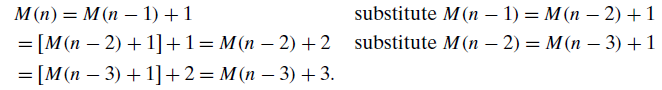 M(n) = M(n − 1) + 1 substitute M(n − 1) = M(n − 2) + 1
= [M(n − 2) + 1] + 1 = M(n − 2) + 2 substitute M(n − 2) = M(n − 3) + 1
= [M(n − 3) + 1] + 2 = M(n − 3) + 3.